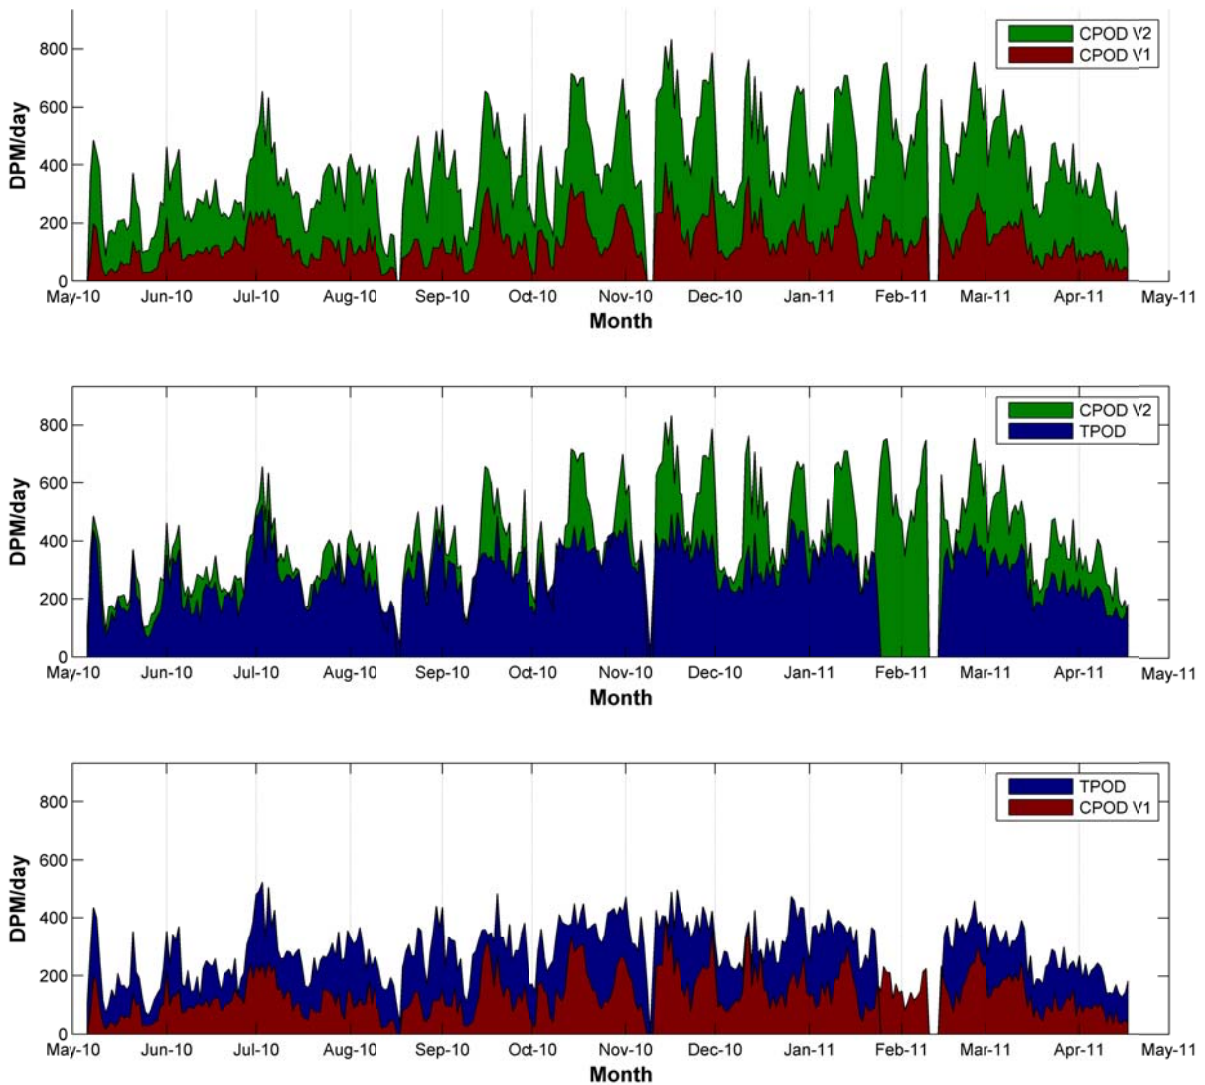 CPOD V2
CPOD V1
DPM/day
800
600
400
200
0
May-10 Jun-10 Jul-10 Aug-10 Sep-10 Oct-10 Nov-10 Dec-10 Jan-11 Feb-11 Mar-11 Apr-11 May-11
Month
CPOD V2
TPOD
DPM/day
800
600
400
200
0
May-10 Jun-10 Jul-10 Aug-10 Sep-10 Oct-10 Nov-10 Dec-10 Jan-11 Feb-11 Mar-11 Apr-11 May-11
Month
TPOD
CPOD V1
DPM/day
800
600
400
200
0
May-10 Jun-10 Jul-10 Aug-10 Sep-10 Oct-10 Nov-10 Dec-10 Jan-11 Feb-11 Mar-11 Apr-11 May-11
Month